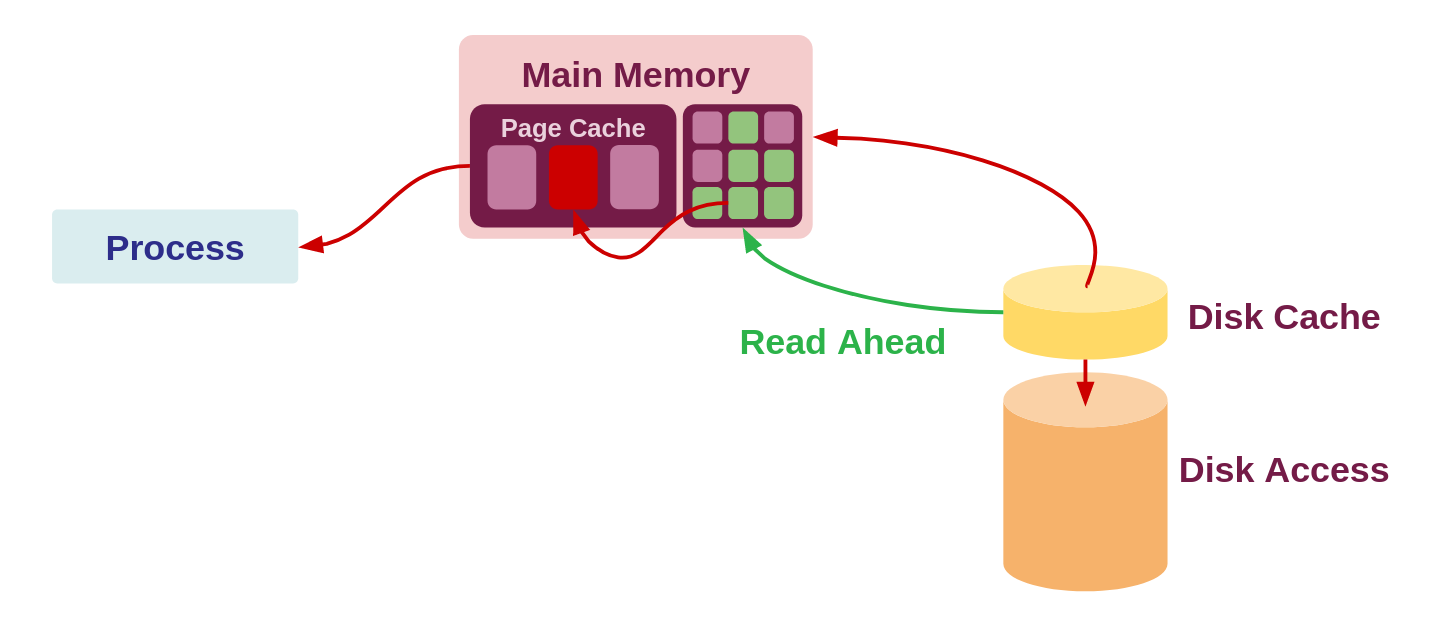 Main Memory
Page Cache
Process
Disk Cache
Read Ahead
Disk Access